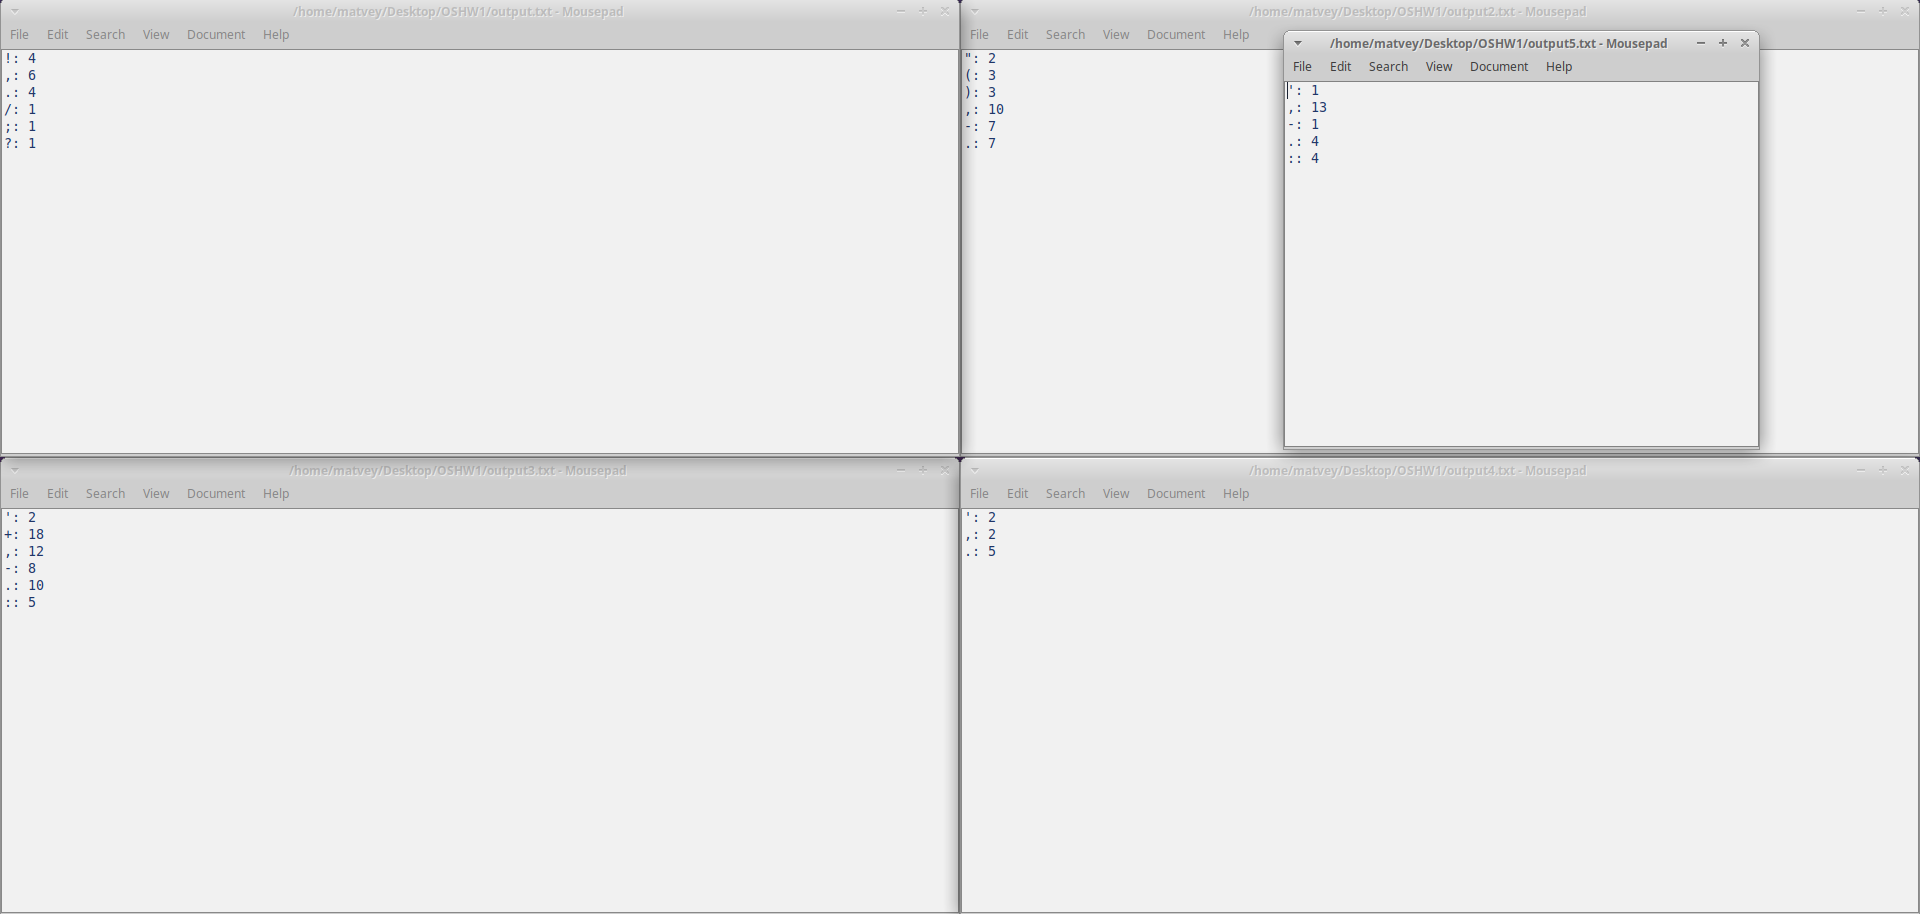 /home/matvey/Desktop/OSHW1/output.txt - Mousepad
File Edit Search View Document Help
!: 4
,: 6
.: 4
/: 1
;: 1
?: 1
/home/matvey/Desktop/OSHW1/output2.txt - Mousepad
File Edit Search View Document Help
": 2
(: 3
): 3
,: 10
-: 7
.: 7
/home/matvey/Desktop/OSHW1/output5.txt - Mousepad
File Edit Search View Document Help
': 1
,: 13
-: 1
.: 4
:: 4
/home/matvey/Desktop/OSHW1/output3.txt - Mousepad
File Edit Search View Document Help
': 2
+: 18
,: 12
-: 8
.: 10
:: 5
/home/matvey/Desktop/OSHW1/output4.txt - Mousepad
File Edit Search View Document Help
': 2
,: 2
.: 5